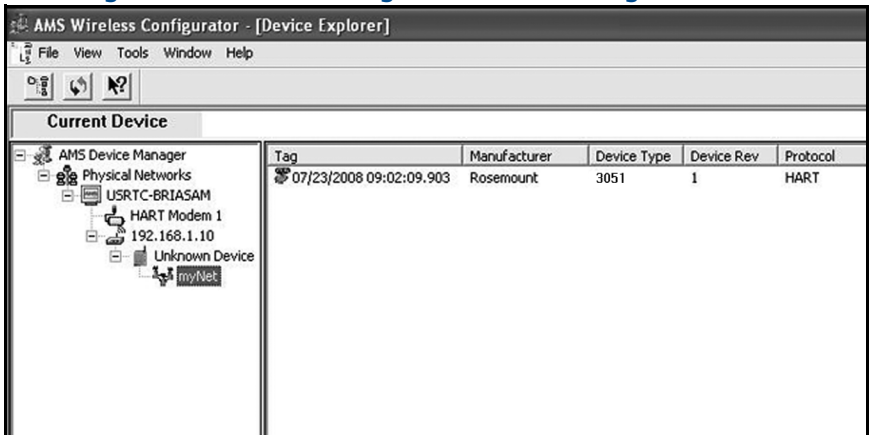 AMS Wireless Configurator - [Device Explorer]
File View Tools Window Help
Current Device
AMS Device Manager
Physical Networks
USRTC-BRIASAM
HART Modem 1
192.168.1.10
Unknown Device
myNet
Tag Manufacturer Device Type Device Rev Protocol
07/23/2008 09:02:09.903 Rosemount 3051 1 HART